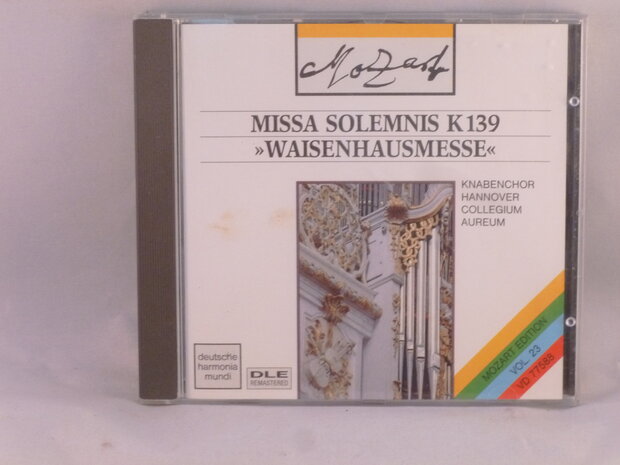 Mozart
MISSA SOLEMNIS K 139
»WAISENHAUSMESSE«
KNABENCHOR
HANNOVER
COLLEGIUM
AUREUM
MOZART EDITION
VOL. 23
VD 77588
deutsche
harmonia
mundi
DLE
REMASTERED